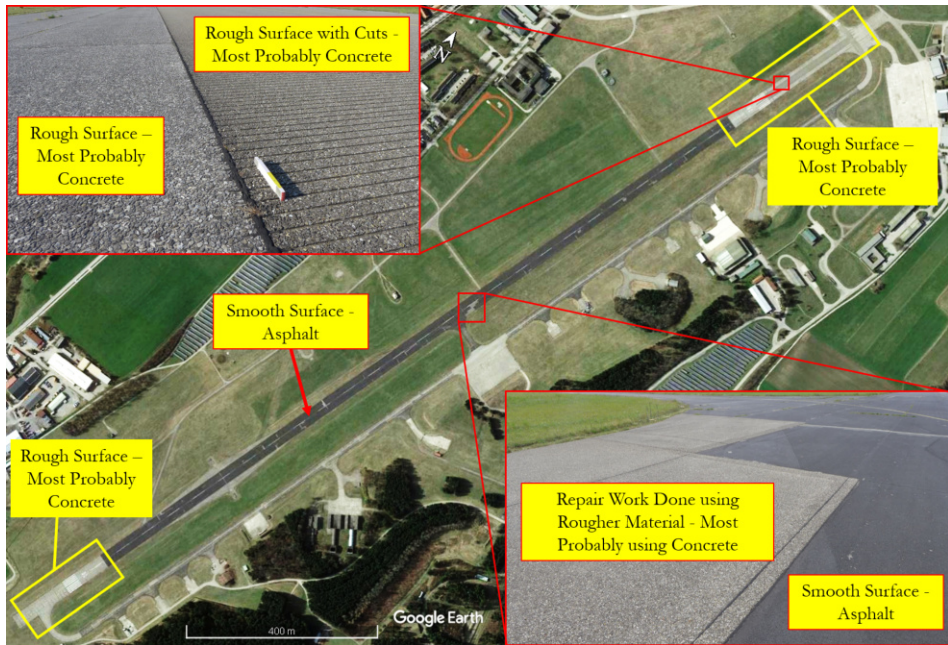 Rough Surface with Cuts -
Most Probably Concrete
Rough Surface –
Most Probably
Concrete
N
Rough Surface –
Most Probably
Concrete
Smooth Surface -
Asphalt
Rough Surface –
Most Probably
Concrete
Repair Work Done using
Rougher Material - Most
Probably using Concrete
Smooth Surface -
Asphalt
Google Earth
400 m